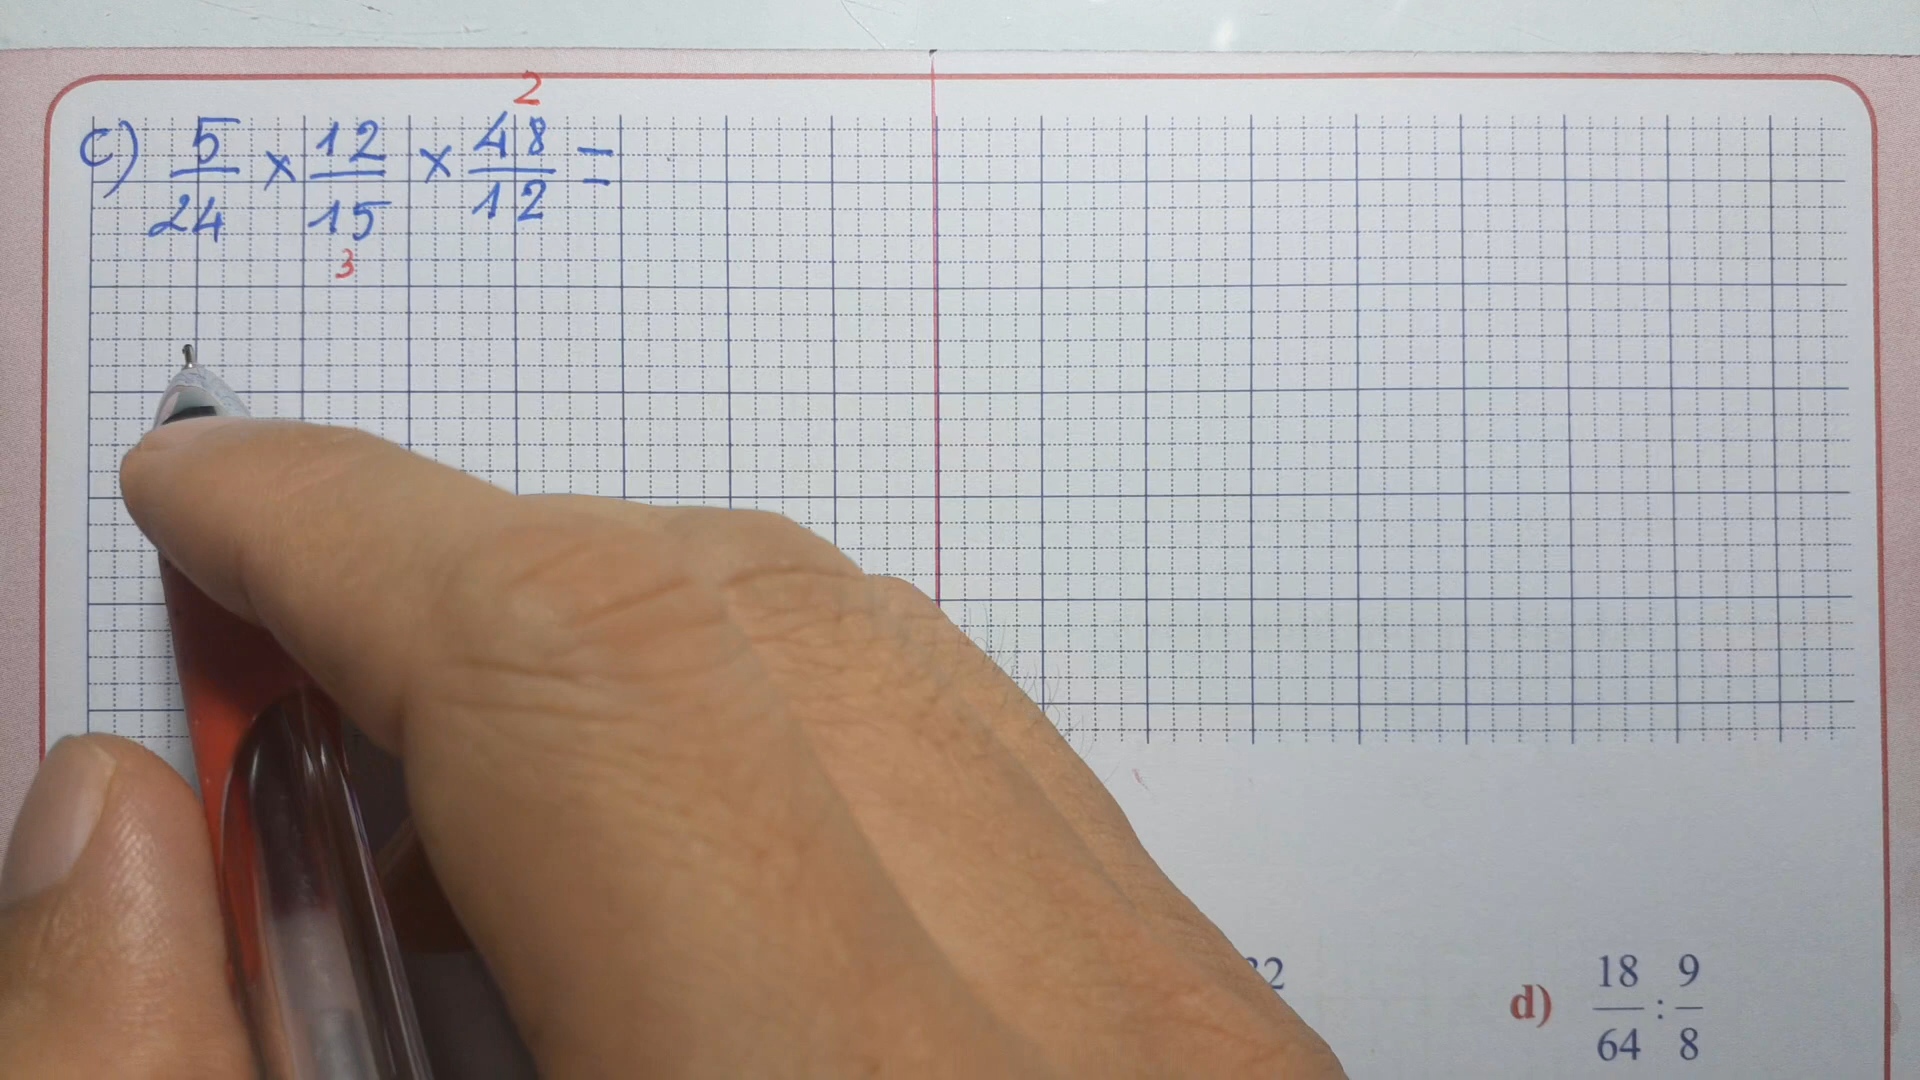 2
c) 5/24 × 12/15 × 48/12 =
3
d) 18/64 : 9/8